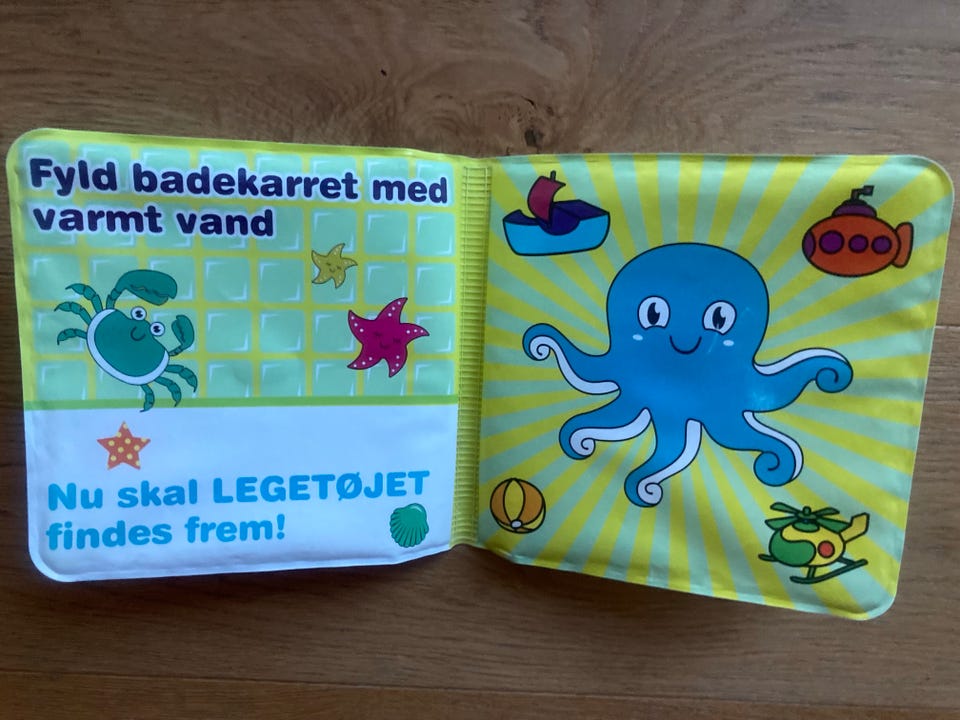 Fyld badekarret med
varmt vand
Nu skal LEGETØJET
findes frem!